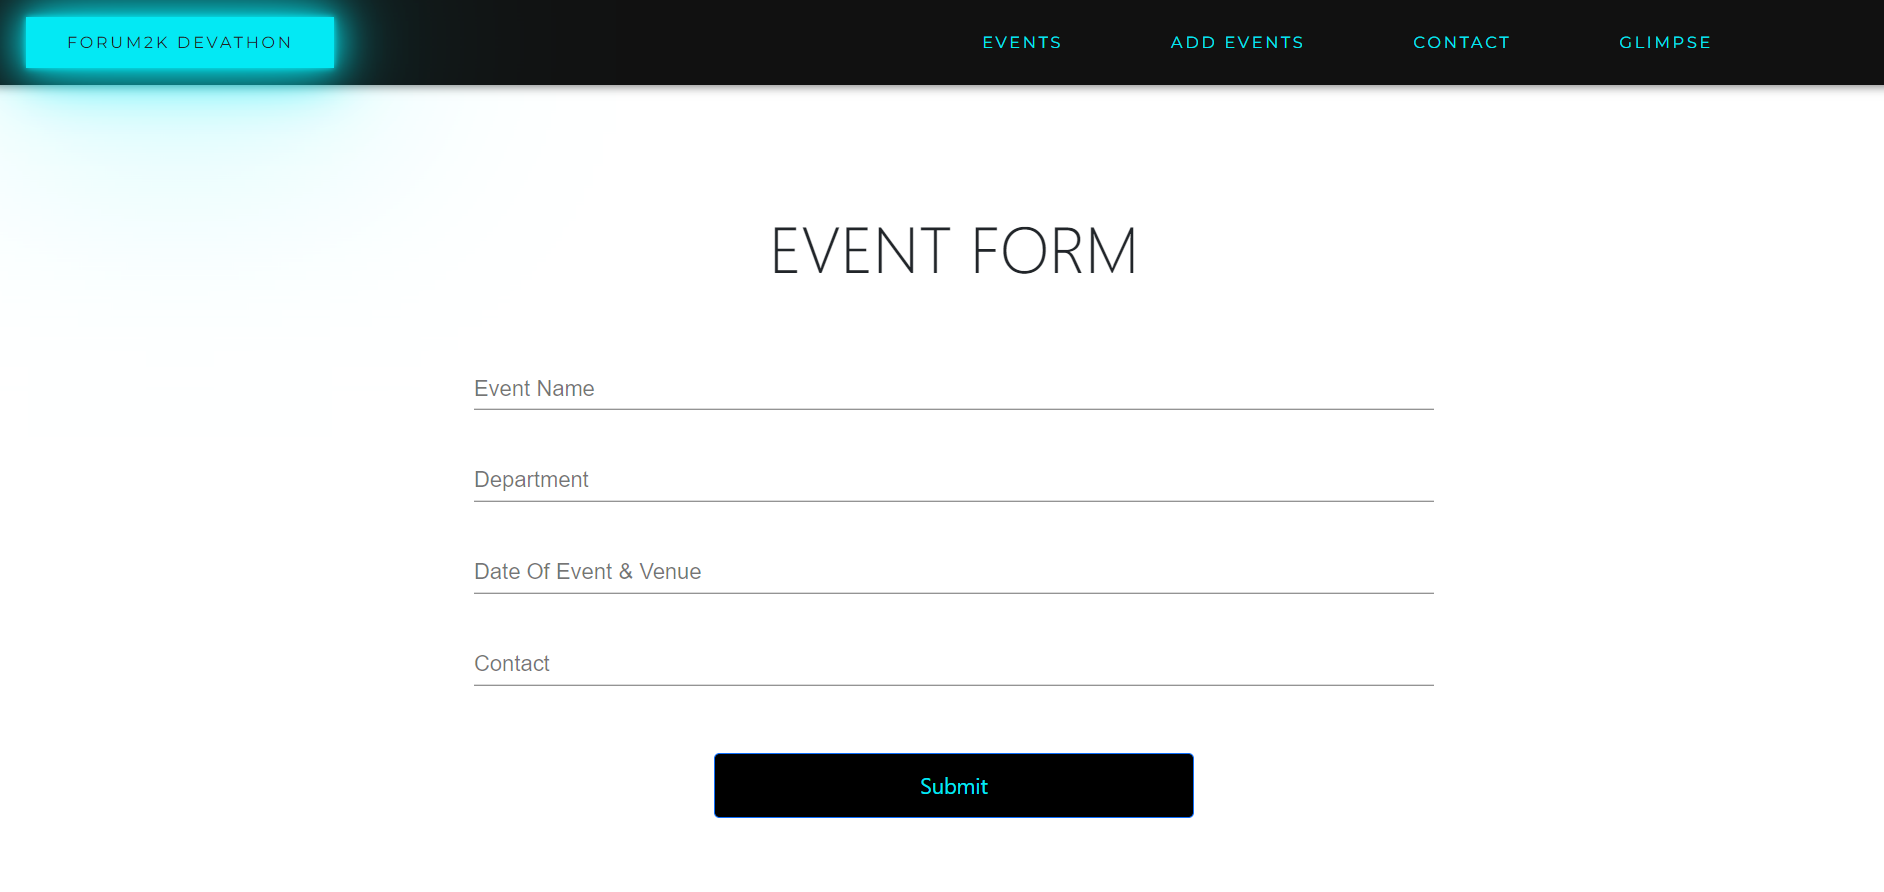 FORUM2K DEVATHON
EVENTS
ADD EVENTS
CONTACT
GLIMPSE
EVENT FORM
Event Name
Department
Date Of Event & Venue
Contact
Submit